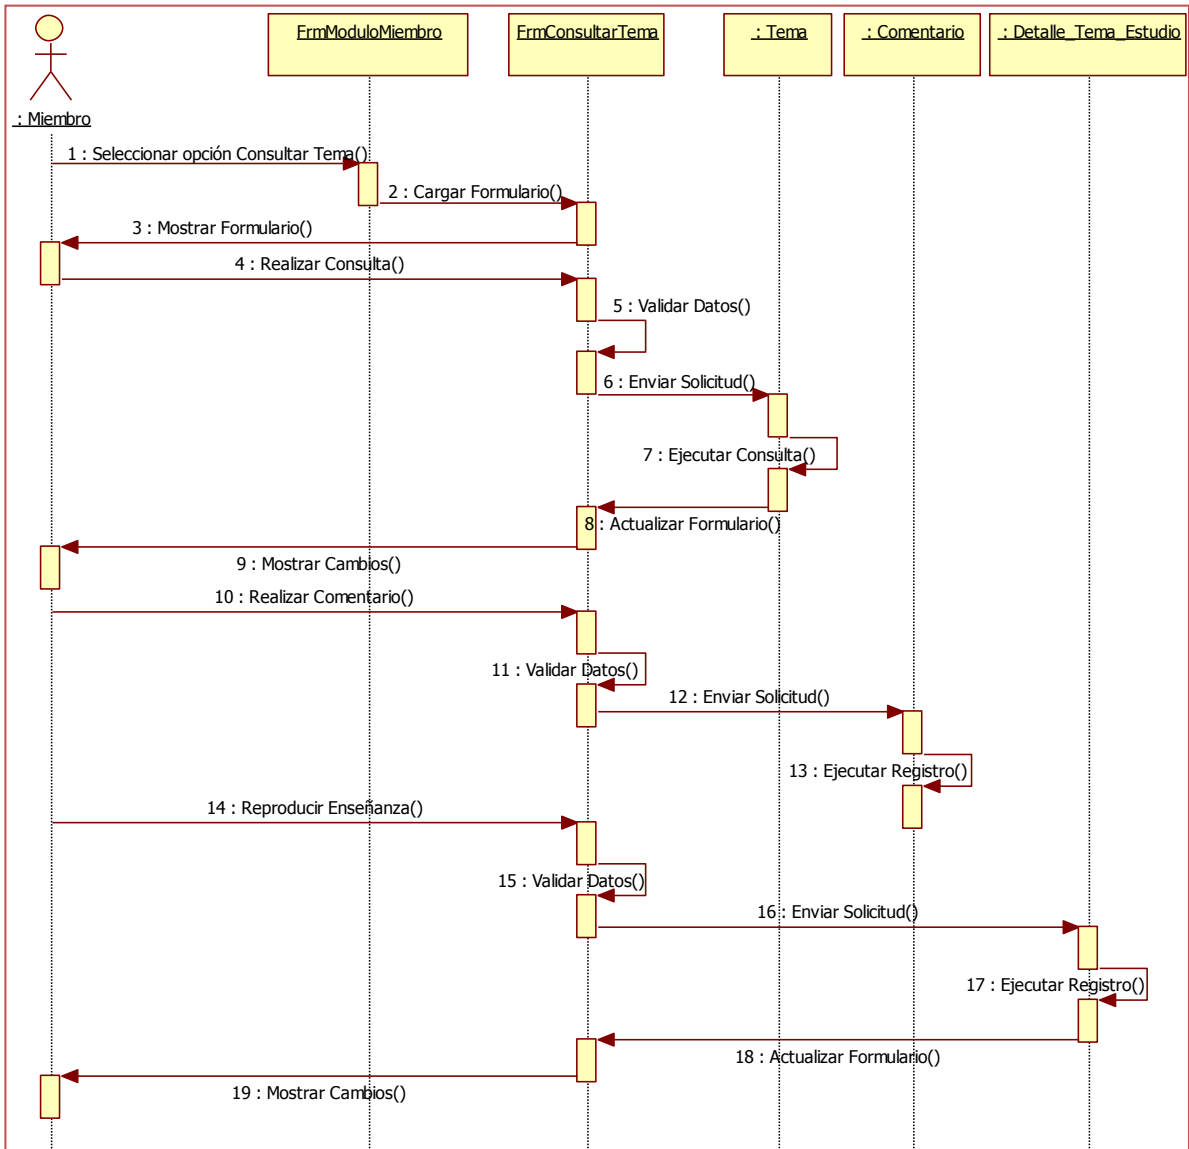 FrmModuloMiembro
FrmConsultarTema
: Tema
: Comentario
: Detalle_Tema_Estudio
: Miembro
1 : Seleccionar opción Consultar Tema()
2 : Cargar Formulario()
3 : Mostrar Formulario()
4 : Realizar Consulta()
5 : Validar Datos()
6 : Enviar Solicitud()
7 : Ejecutar Consulta()
8 : Actualizar Formulario()
9 : Mostrar Cambios()
10 : Realizar Comentario()
11 : Validar Datos()
12 : Enviar Solicitud()
13 : Ejecutar Registro()
14 : Reproducir Enseñanza()
15 : Validar Datos()
16 : Enviar Solicitud()
17 : Ejecutar Registro()
18 : Actualizar Formulario()
19 : Mostrar Cambios()